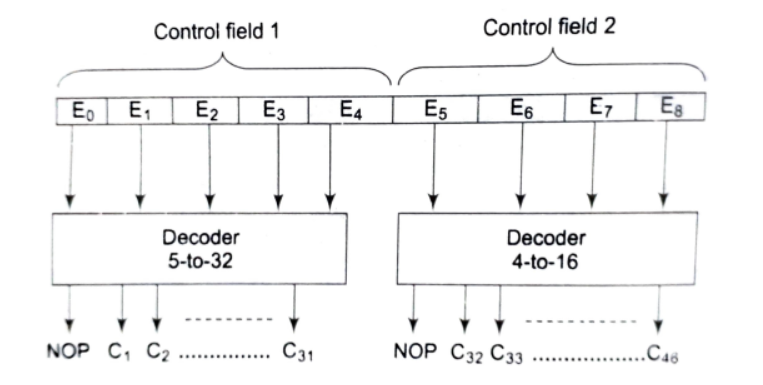 Control field 1 Control field 2
E₀ E₁ E₂ E₃ E₄ E₅ E₆ E₇ E₈
Decoder Decoder
5-to-32 4-to-16
NOP C₁ C₂ ............... C₃₁ NOP C₃₂ C₃₃ ..................C₄₆